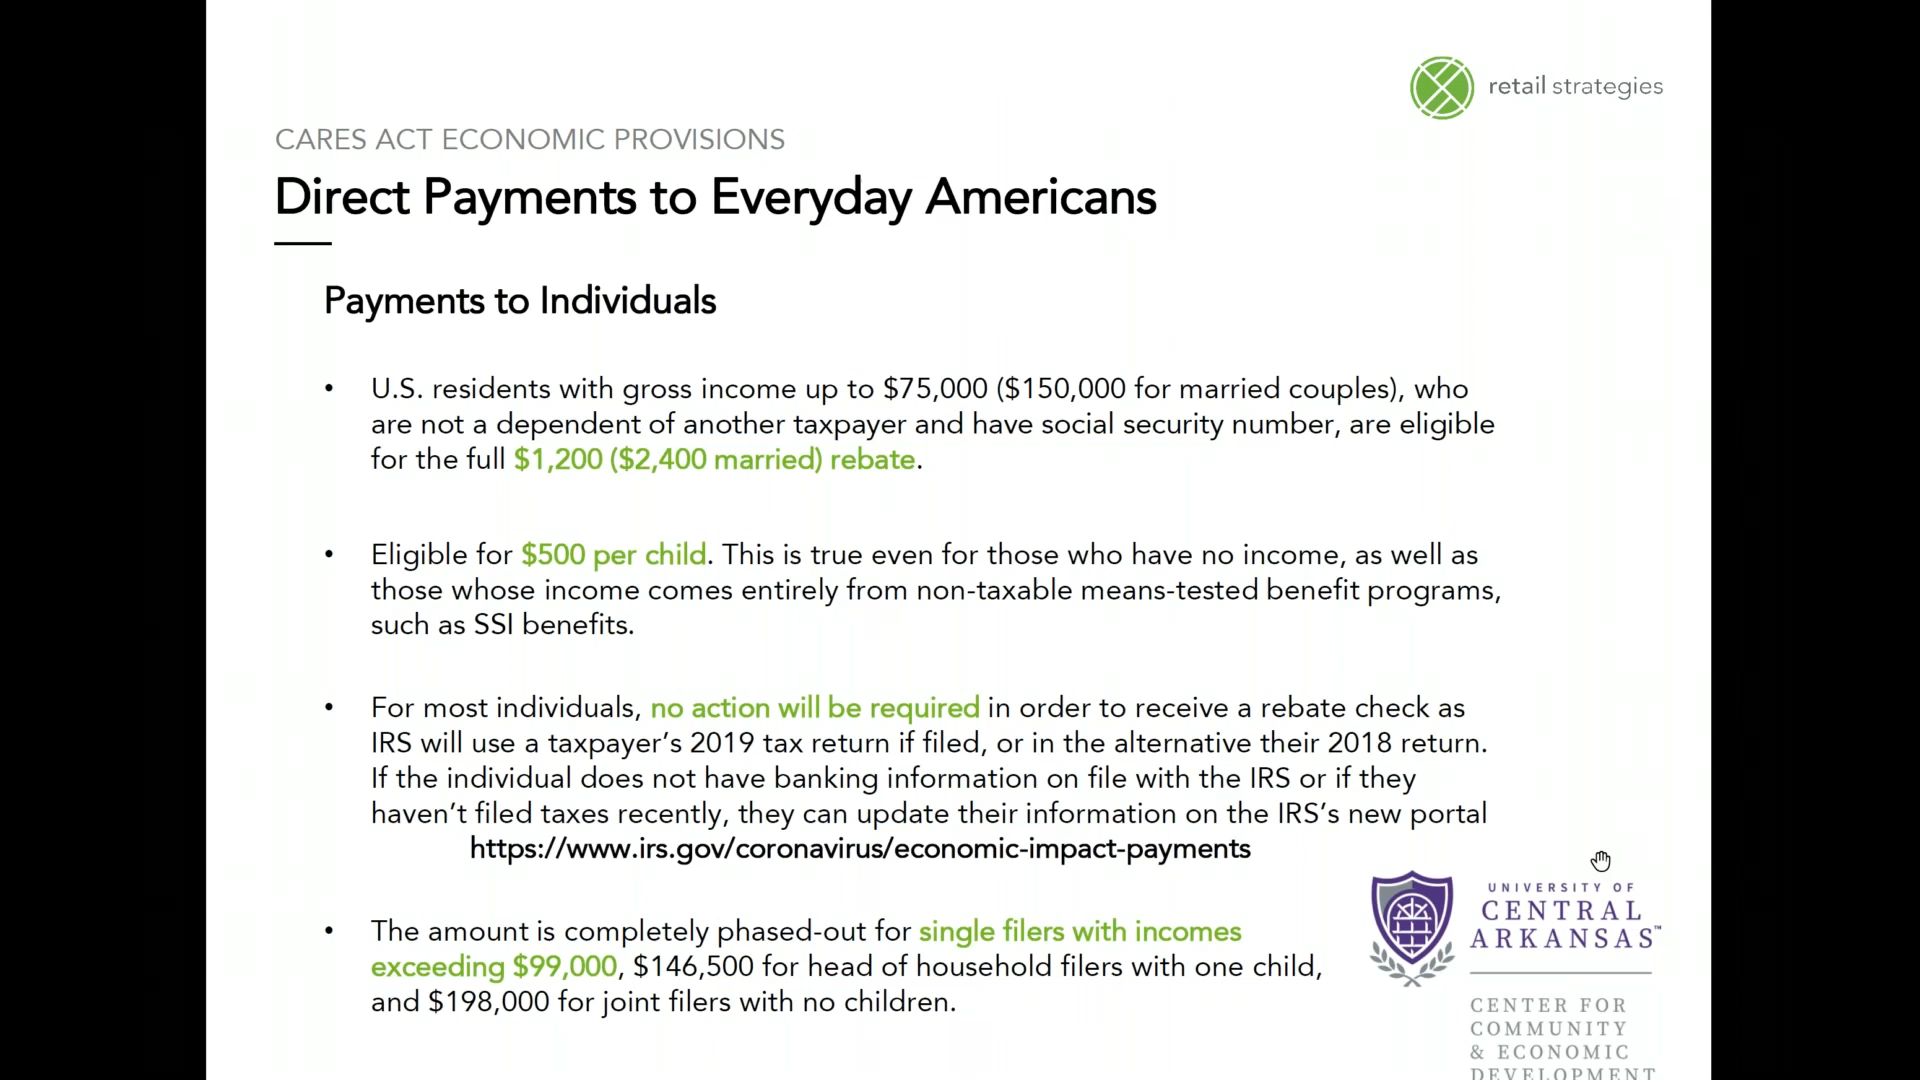 retail strategies
CARES ACT ECONOMIC PROVISIONS
Direct Payments to Everyday Americans
Payments to Individuals
• U.S. residents with gross income up to $75,000 ($150,000 for married couples), who
are not a dependent of another taxpayer and have social security number, are eligible
for the full $1,200 ($2,400 married) rebate.
• Eligible for $500 per child. This is true even for those who have no income, as well as
those whose income comes entirely from non-taxable means-tested benefit programs,
such as SSI benefits.
• For most individuals, no action will be required in order to receive a rebate check as
IRS will use a taxpayer’s 2019 tax return if filed, or in the alternative their 2018 return.
If the individual does not have banking information on file with the IRS or if they
haven’t filed taxes recently, they can update their information on the IRS’s new portal
https://www.irs.gov/coronavirus/economic-impact-payments
• The amount is completely phased-out for single filers with incomes
exceeding $99,000, $146,500 for head of household filers with one child,
and $198,000 for joint filers with no children.
UNIVERSITY OF
CENTRAL
ARKANSAS™
CENTER FOR
COMMUNITY
& ECONOMIC
DEVELOPMENT